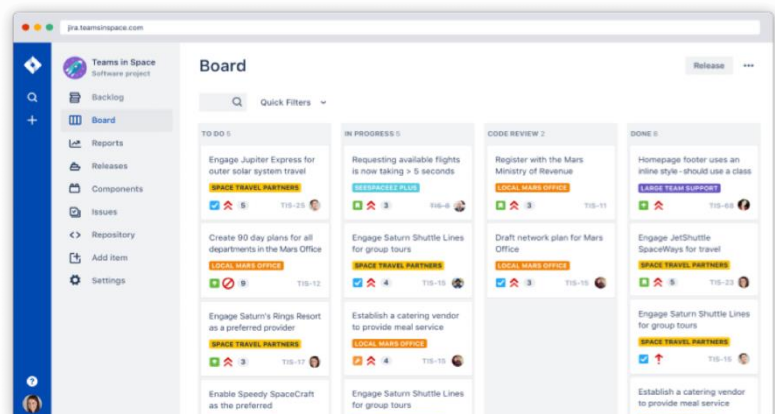 jira.teamsinspace.com
Teams in Space
Software project
Backlog
Board
Reports
Releases
Components
Issues
Repository
Add item
Settings
Board
Release
Quick Filters
TO DO 5
Engage Jupiter Express for
outer solar system travel
SPACE TRAVEL PARTNERS
5
TIS-25
Create 90 day plans for all
departments in the Mars Office
LOCAL MARS OFFICE
9
TIS-12
Engage Saturn's Rings Resort
as a preferred provider
SPACE TRAVEL PARTNERS
3
TIS-17
Enable Speedy SpaceCraft
as the preferred
IN PROGRESS 5
Requesting available flights
is now taking > 5 seconds
SEESPACEEZ PLUS
3
TIS-8
Engage Saturn Shuttle Lines
for group tours
SPACE TRAVEL PARTNERS
4
TIS-15
Establish a catering vendor
to provide meal service
LOCAL MARS OFFICE
4
TIS-15
Engage Saturn Shuttle Lines
for group tours
CODE REVIEW 2
Register with the Mars
Ministry of Revenue
LOCAL MARS OFFICE
3
TIS-11
Draft network plan for Mars
Office
LOCAL MARS OFFICE
3
TIS-15
DONE 8
Homepage footer uses an
inline style - should use a class
LARGE TEAM SUPPORT
TIS-68
Engage JetShuttle
SpaceWays for travel
SPACE TRAVEL PARTNERS
5
TIS-23
Engage Saturn Shuttle Lines
for group tours
SPACE TRAVEL PARTNERS
TIS-15
Establish a catering vendor
to provide meal service